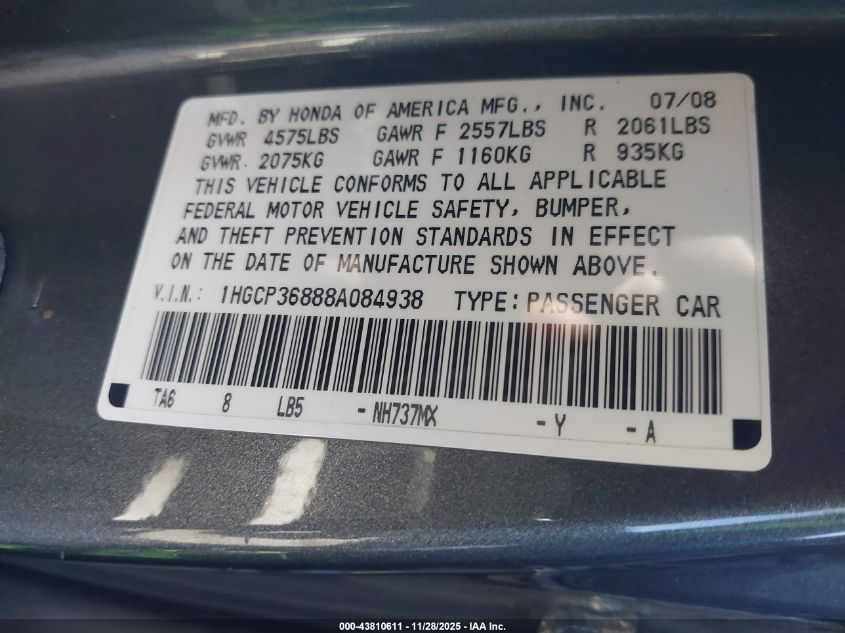 MFD. BY HONDA OF AMERICA MFG., INC. 07/08
GVWR 4575LBS GAWR F 2557LBS R 2061LBS
GVWR. 2075KG GAWR F 1160KG R 935KG
THIS VEHICLE CONFORMS TO ALL APPLICABLE
FEDERAL MOTOR VEHICLE SAFETY, BUMPER,
AND THEFT PREVENTION STANDARDS IN EFFECT
ON THE DATE OF MANUFACTURE SHOWN ABOVE.
V.I.N.: 1HGCP36888A084938 TYPE: PASSENGER CAR
TA6 8 LB5 - NH737MX - Y - A
000-43810611 - 11/28/2025 - IAA Inc.